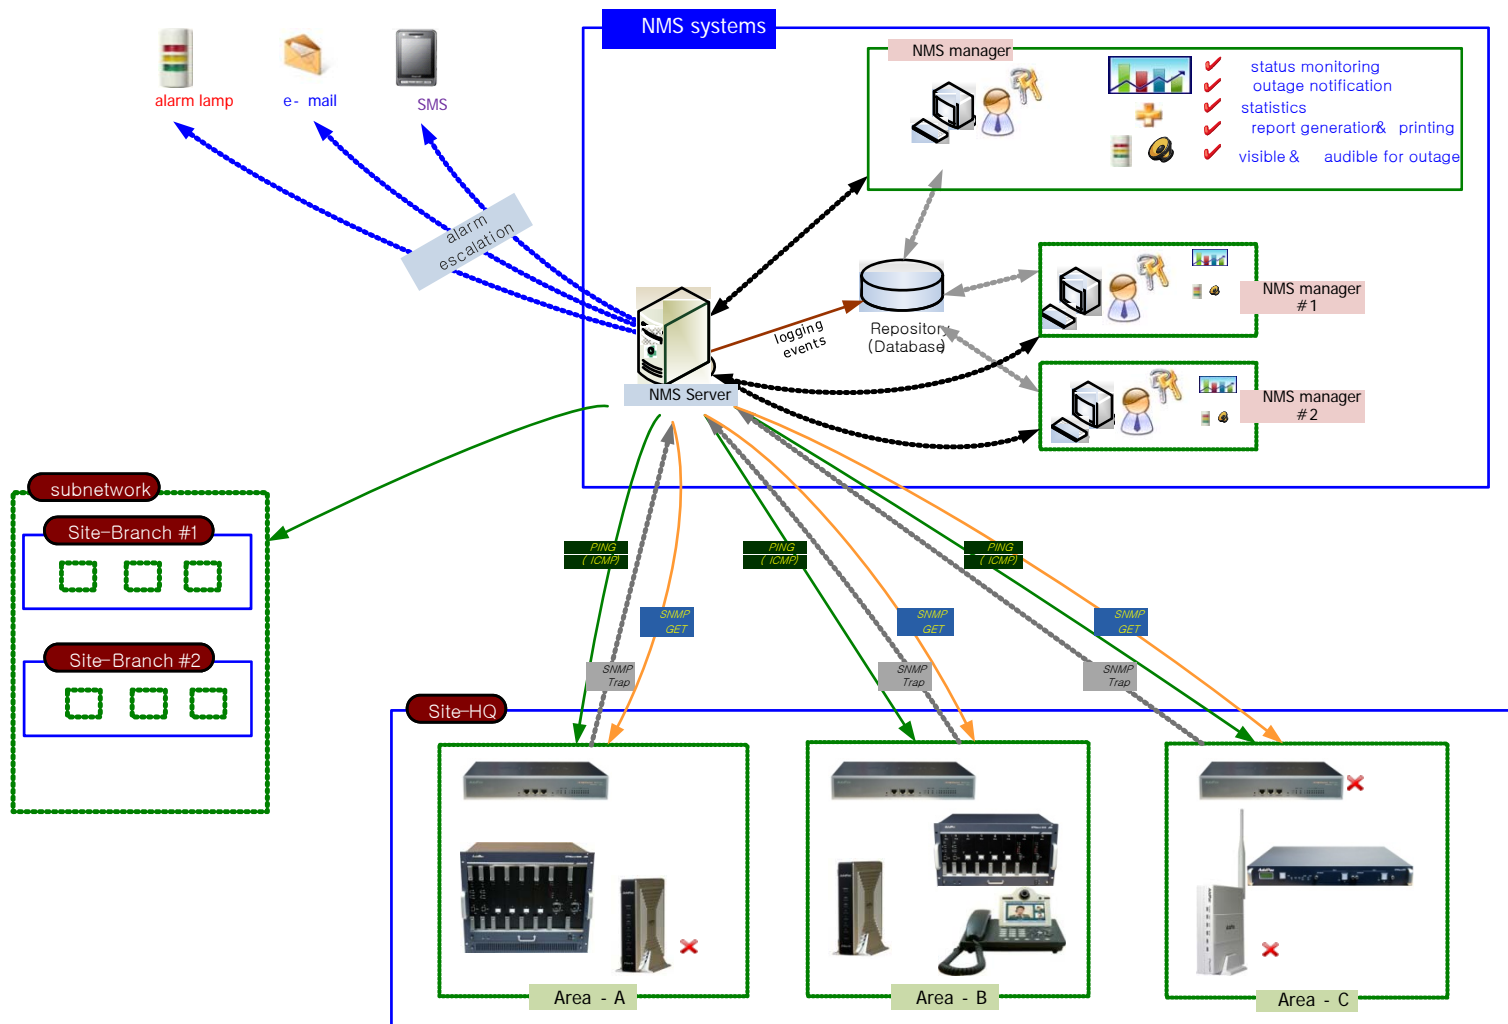 NMS systems
NMS manager
status monitoring
outage notification
statistics
report generation& printing
visible & audible for outage
alarm lamp
e- mail
SMS
alarm
escalation
NMS manager
#1
Repository
(Database)
logging
events
NMS Server
NMS manager
#2
subnetwork
Site-Branch #1
Site-Branch #2
PING
( ICMP)
PING
( ICMP)
PING
( ICMP)
SNMP
GET
SNMP
GET
SNMP
GET
SNMP
Trap
SNMP
Trap
SNMP
Trap
Site-HQ
Area - A
Area - B
Area - C